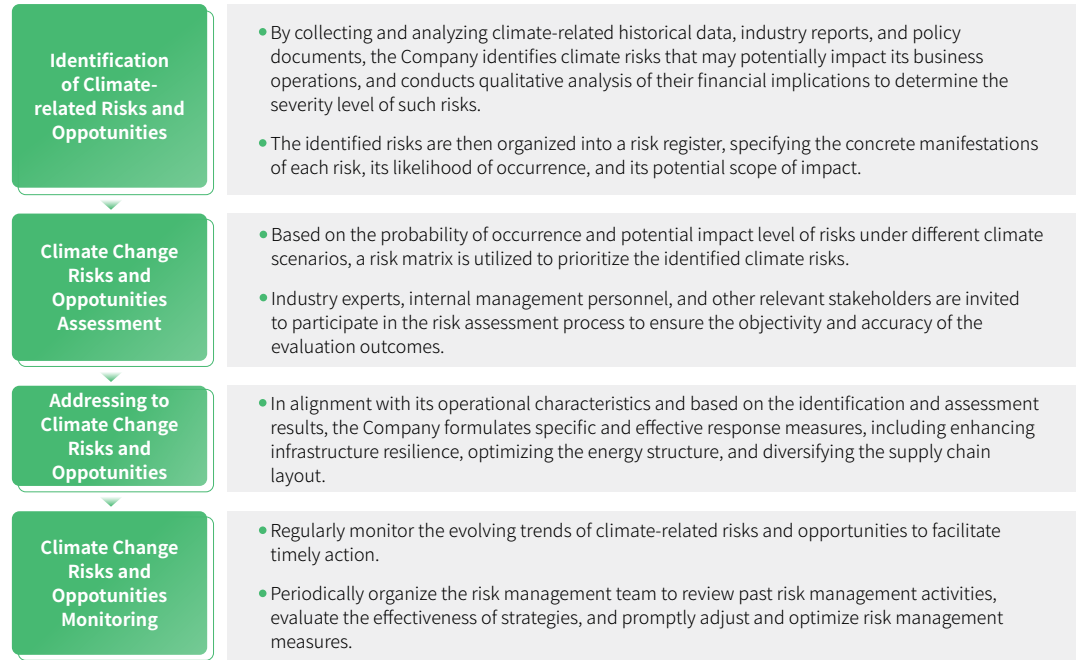 Identification
of Climate-
related Risks and
Oppotunities
• By collecting and analyzing climate-related historical data, industry reports, and policy
documents, the Company identifies climate risks that may potentially impact its business
operations, and conducts qualitative analysis of their financial implications to determine the
severity level of such risks.
• The identified risks are then organized into a risk register, specifying the concrete manifestations
of each risk, its likelihood of occurrence, and its potential scope of impact.
Climate Change
Risks and
Oppotunities
Assessment
• Based on the probability of occurrence and potential impact level of risks under different climate
scenarios, a risk matrix is utilized to prioritize the identified climate risks.
• Industry experts, internal management personnel, and other relevant stakeholders are invited
to participate in the risk assessment process to ensure the objectivity and accuracy of the
evaluation outcomes.
Addressing to
Climate Change
Risks and
Oppotunities
• In alignment with its operational characteristics and based on the identification and assessment
results, the Company formulates specific and effective response measures, including enhancing
infrastructure resilience, optimizing the energy structure, and diversifying the supply chain
layout.
Climate Change
Risks and
Oppotunities
Monitoring
• Regularly monitor the evolving trends of climate-related risks and opportunities to facilitate
timely action.
• Periodically organize the risk management team to review past risk management activities,
evaluate the effectiveness of strategies, and promptly adjust and optimize risk management
measures.